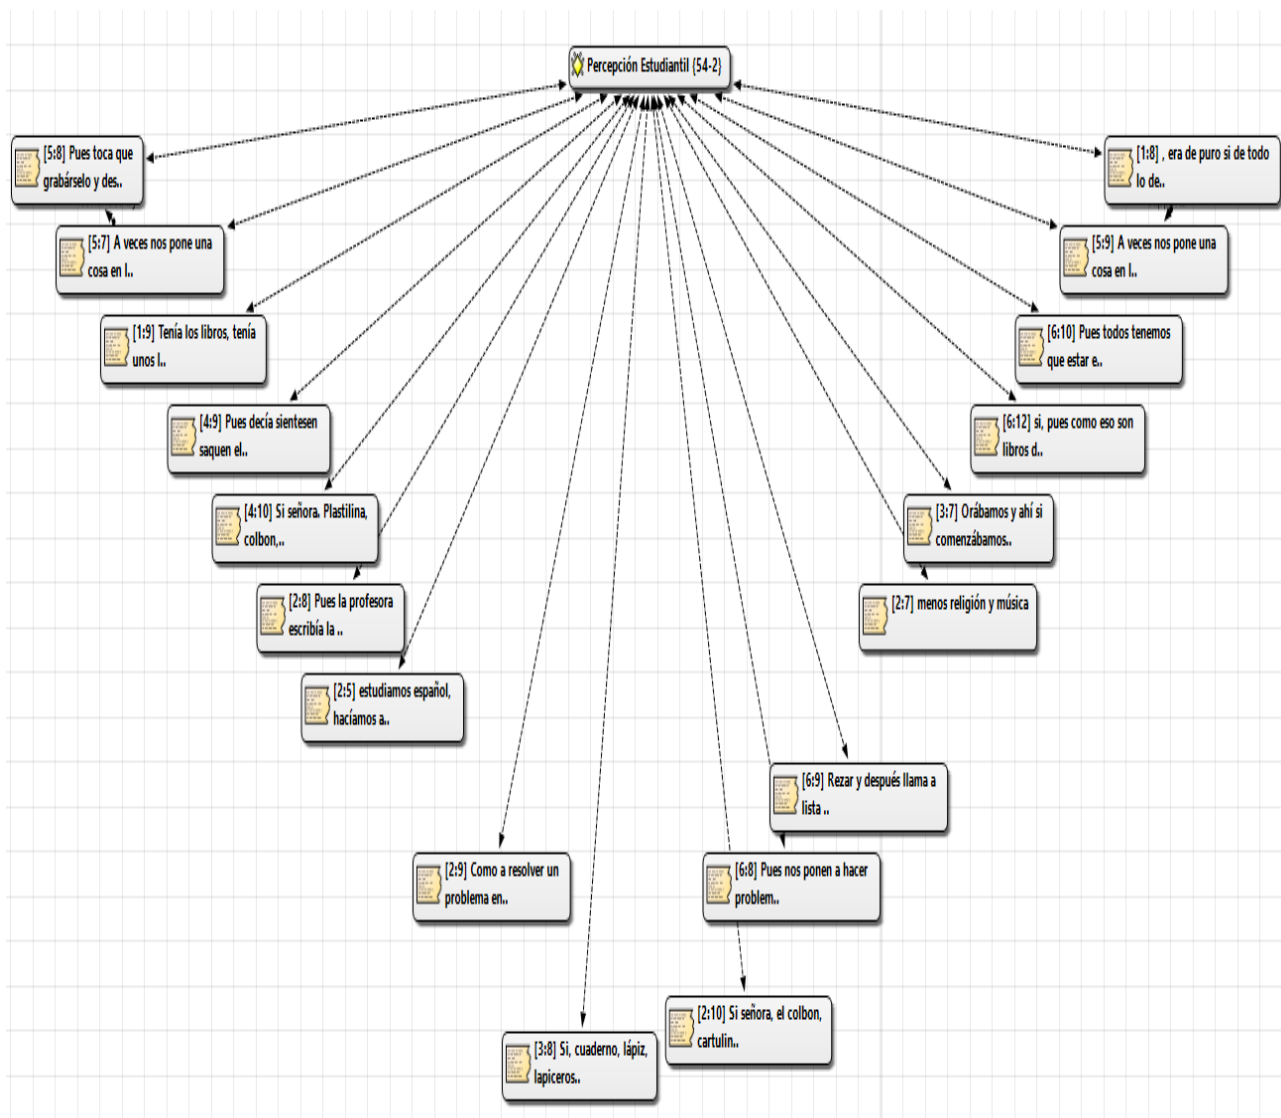 Percepción Estudiantil {54-2}
[5:8] Pues toca que
grabárselo y des..
[1:8] , era de puro si de todo
lo de..
[5:7] A veces nos pone una
cosa en l..
[5:9] A veces nos pone una
cosa en l..
[1:9] Tenía los libros, tenía
unos l..
[6:10] Pues todos tenemos
que estar e..
[4:9] Pues decía sientesen
saquen el..
[6:12] si, pues como eso son
libros d..
[4:10] Si señora. Plastilina,
colbon,..
[3:7] Orábamos y ahí si
comenzábamos..
[2:8] Pues la profesora
escribía la ..
[2:7] menos religión y música
[2:5] estudiamos español,
hacíamos a..
[6:9] Rezar y después llama a
lista ..
[2:9] Como a resolver un
problema en..
[6:8] Pues nos ponen a hacer
problem..
[2:10] Si señora, el colbon,
cartulin..
[3:8] Si, cuaderno, lápiz,
lapiceros..